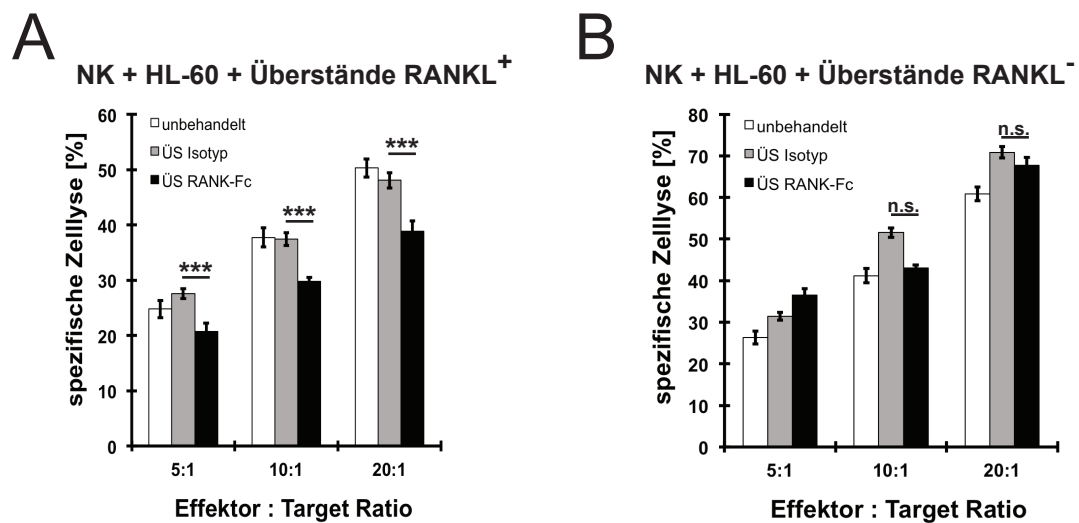 A
NK + HL-60 + Überstände RANKL+
60
50
40
30
20
10
0
spezifische Zelllyse [%]
unbehandelt
ÜS Isotyp
ÜS RANK-Fc
***
***
***
5:1
10:1
20:1
Effektor : Target Ratio
B
NK + HL-60 + Überstände RANKL-
80
70
60
50
40
30
20
10
0
spezifische Zelllyse [%]
unbehandelt
ÜS Isotyp
ÜS RANK-Fc
n.s.
n.s.
5:1
10:1
20:1
Effektor : Target Ratio